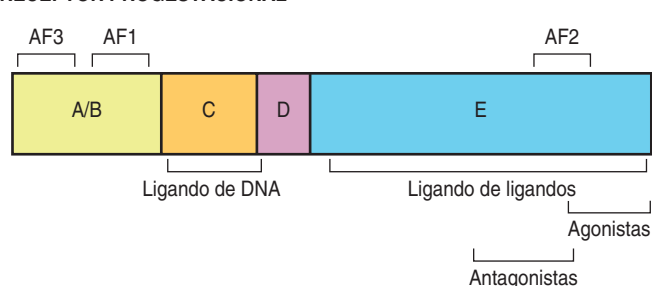 RECEPTOR PROGESTACIONAL
AF3 AF1 AF2
A/B C D E
Ligando de DNA Ligando de ligandos
Agonistas
Antagonistas